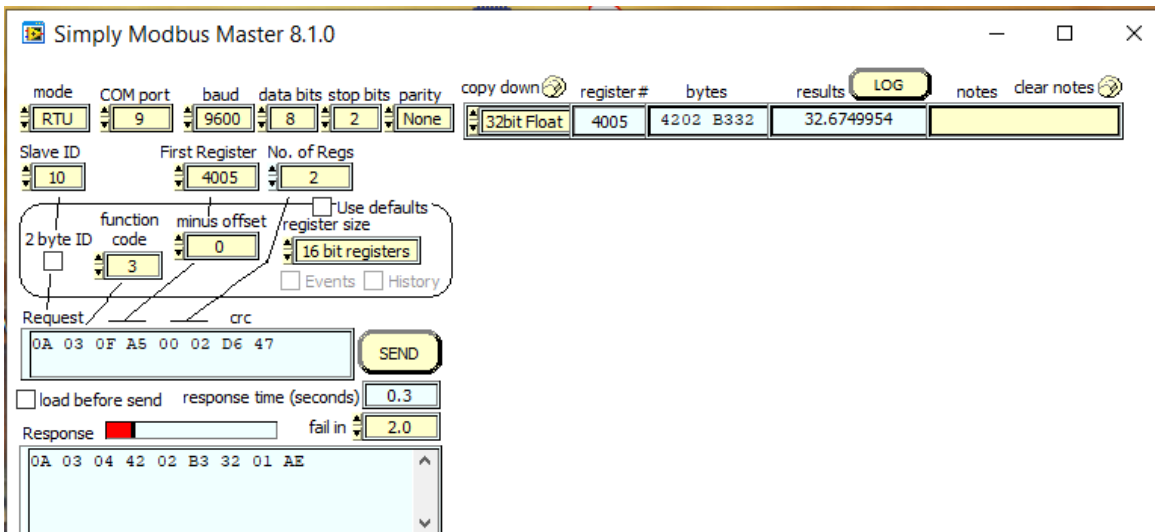 Simply Modbus Master 8.1.0
mode COM port baud data bits stop bits parity copy down register # bytes results LOG notes clear notes
RTU 9 9600 8 2 None 32bit Float 4005 4202 B332 32.6749954
Slave ID First Register No. of Regs
10 4005 2
Use defaults
2 byte ID function code minus offset register size
3 0 16 bit registers
Events History
Request crc
0A 03 0F A5 00 02 D6 47 SEND
load before send response time (seconds) 0.3
Response fail in 2.0
0A 03 04 42 02 B3 32 01 AE